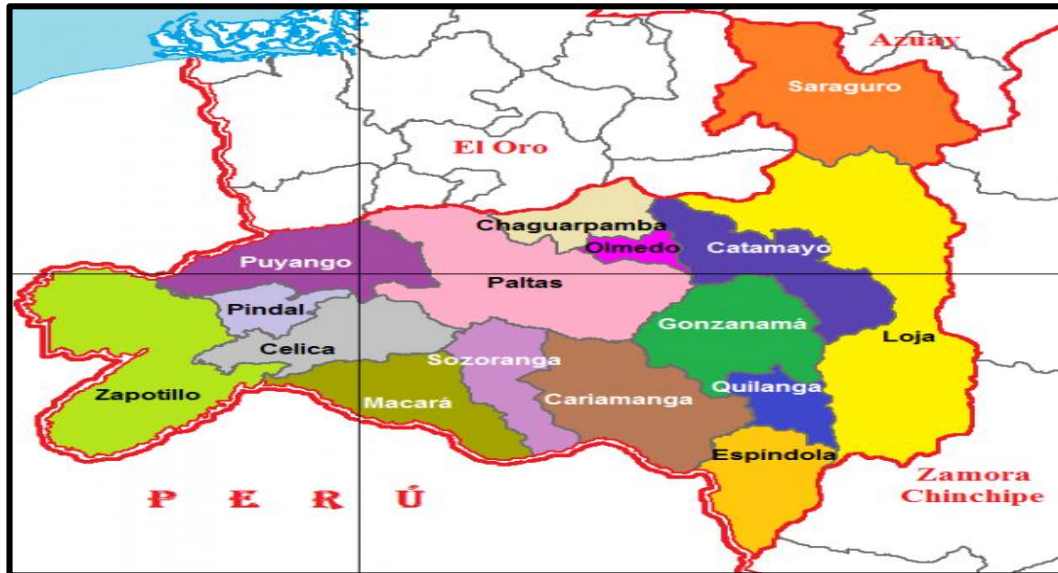 Azuay
Saraguro
El Oro
Chaguarpamba
Olmedo
Catamayo
Puyango
Paltas
Pindal
Gonzanamá
Celica
Sozoranga
Loja
Zapotillo
Macará
Cariamanga
Quilanga
Espíndola
Zamora
Chinchipe
PERÚ